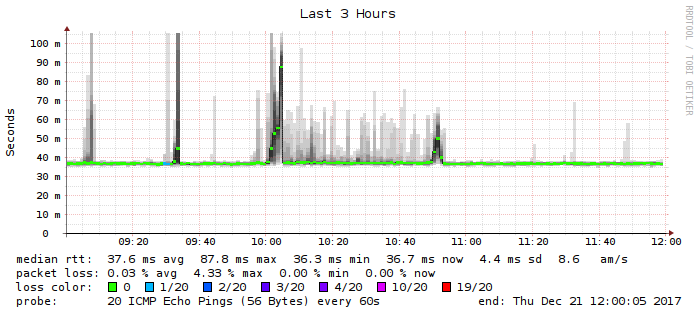 Last 3 Hours
RRDTOOL / TOBI OETIKER
Seconds
100 m
90 m
80 m
70 m
60 m
50 m
40 m
30 m
20 m
10 m
0
09:20 09:40 10:00 10:20 10:40 11:00 11:20 11:40 12:00
median rtt: 37.6 ms avg 87.8 ms max 36.3 ms min 36.7 ms now 4.4 ms sd 8.6 am/s
packet loss: 0.03 % avg 4.33 % max 0.00 % min 0.00 % now
loss color: 0 1/20 2/20 3/20 4/20 10/20 19/20
probe: 20 ICMP Echo Pings (56 Bytes) every 60s end: Thu Dec 21 12:00:05 2017